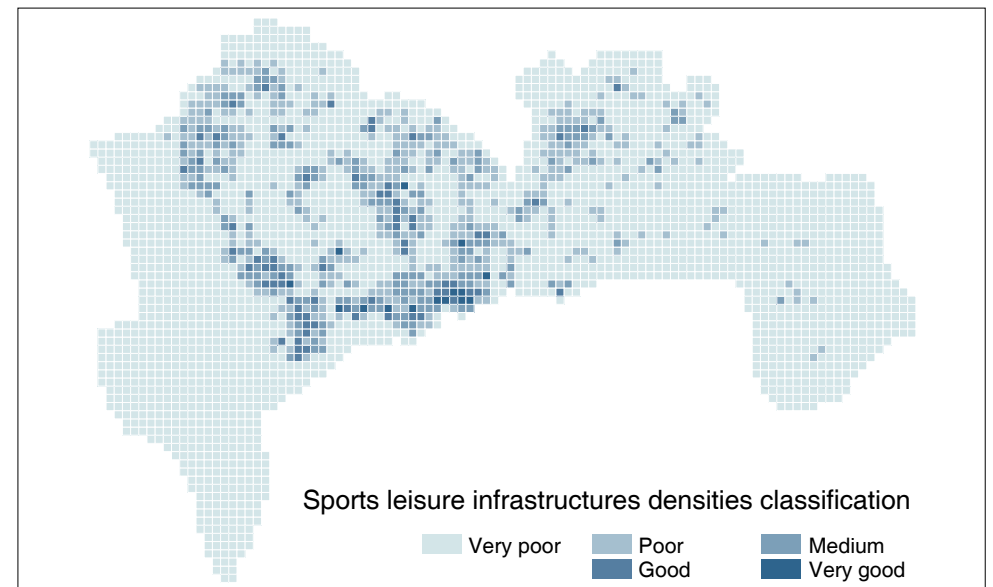 Sports leisure infrastructures densities classification
Very poor Poor Medium
Good Very good